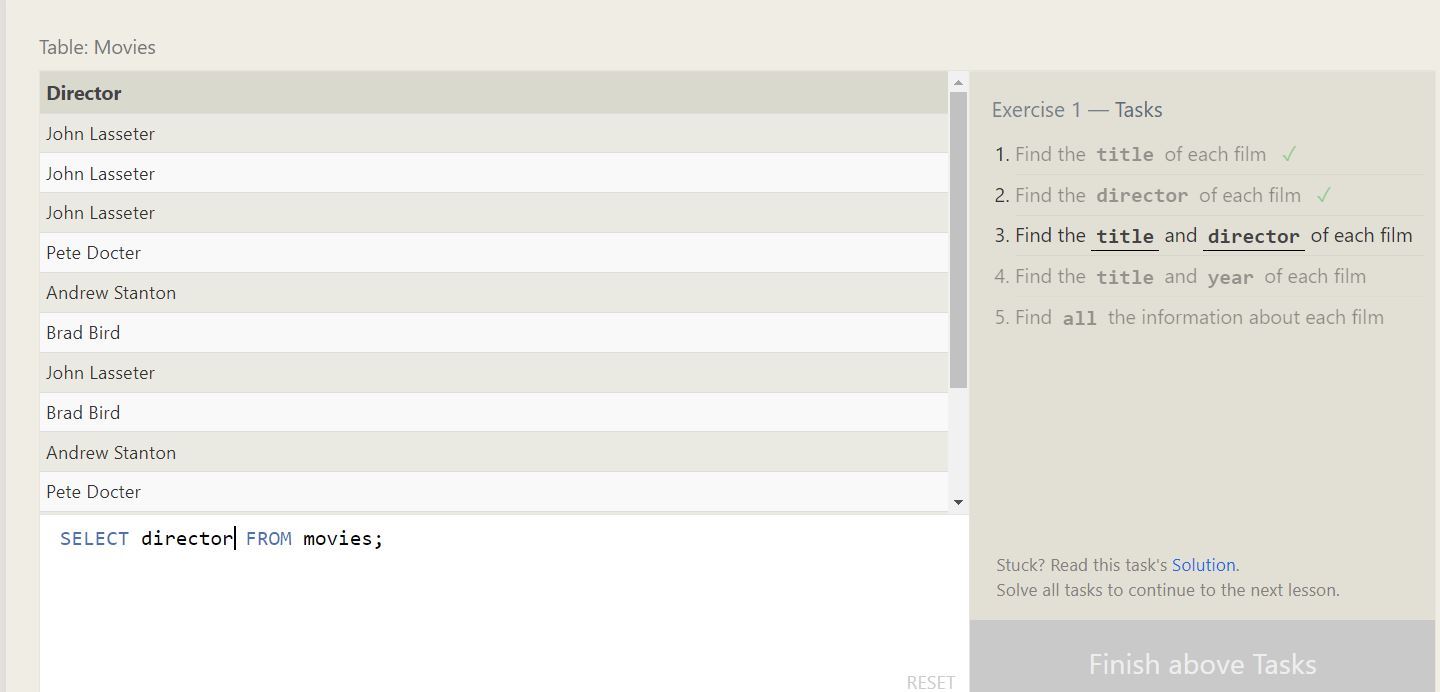 Table: Movies
Director
John Lasseter
John Lasseter
John Lasseter
Pete Docter
Andrew Stanton
Brad Bird
John Lasseter
Brad Bird
Andrew Stanton
Pete Docter
SELECT director FROM movies;
RESET
Exercise 1 — Tasks
1. Find the title of each film ✓
2. Find the director of each film ✓
3. Find the title and director of each film
4. Find the title and year of each film
5. Find all the information about each film
Stuck? Read this task's Solution.
Solve all tasks to continue to the next lesson.
Finish above Tasks